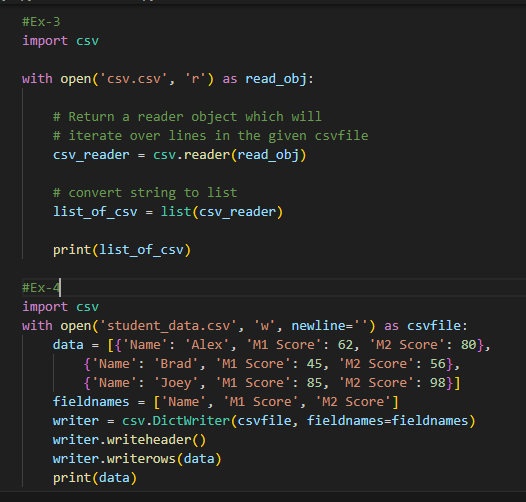 #Ex-3
import csv

with open('csv.csv', 'r') as read_obj:

    # Return a reader object which will
    # iterate over lines in the given csvfile
    csv_reader = csv.reader(read_obj)

    # convert string to list
    list_of_csv = list(csv_reader)

    print(list_of_csv)

#Ex-4
import csv
with open('student_data.csv', 'w', newline='') as csvfile:
    data = [{'Name': 'Alex', 'M1 Score': 62, 'M2 Score': 80},
        {'Name': 'Brad', 'M1 Score': 45, 'M2 Score': 56},
        {'Name': 'Joey', 'M1 Score': 85, 'M2 Score': 98}]
    fieldnames = ['Name', 'M1 Score', 'M2 Score']
    writer = csv.DictWriter(csvfile, fieldnames=fieldnames)
    writer.writeheader()
    writer.writerows(data)
    print(data)